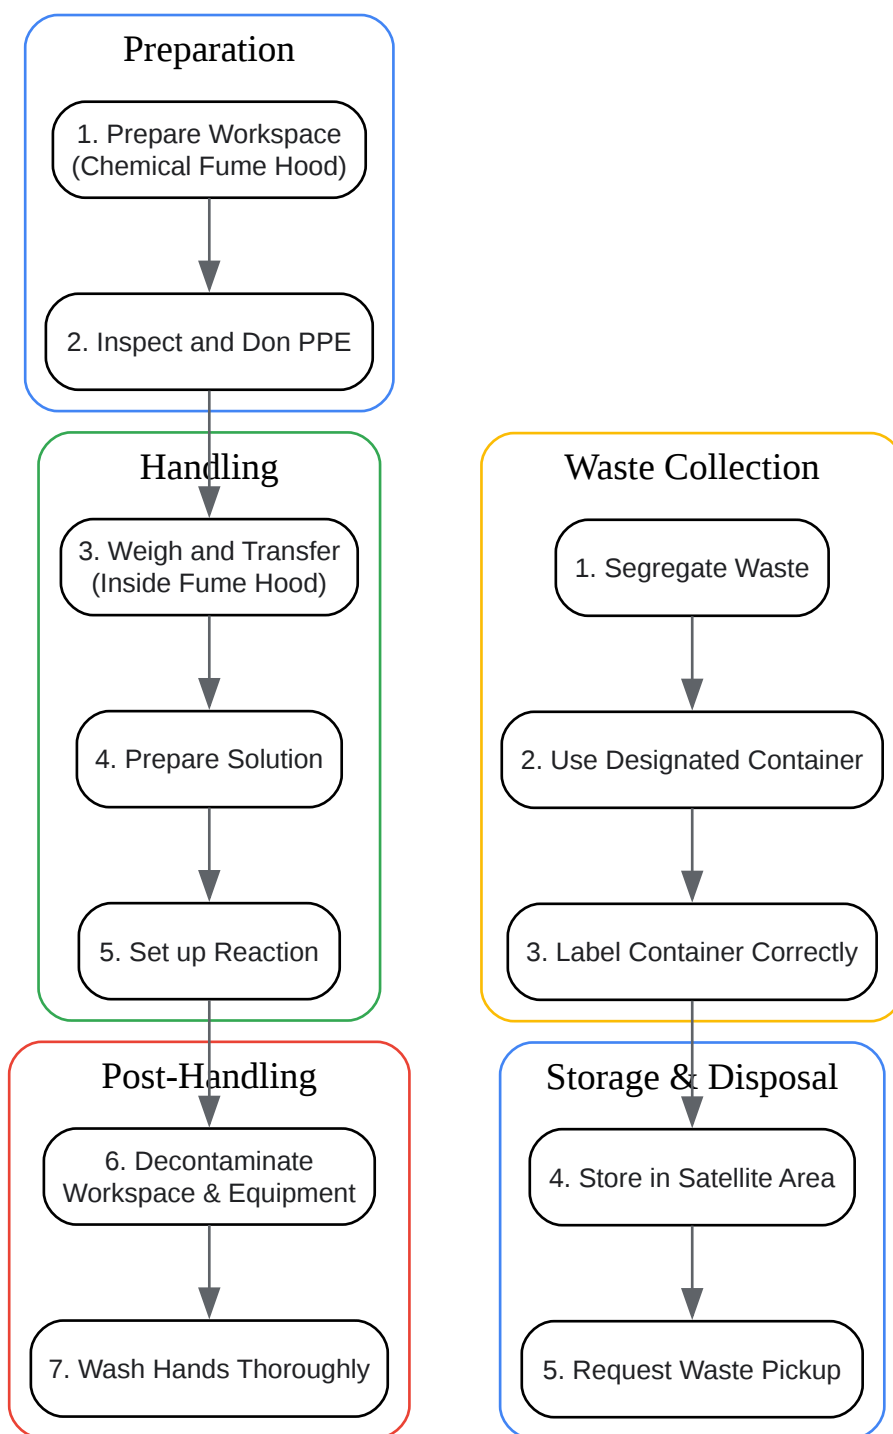 Preparation
1. Prepare Workspace
(Chemical Fume Hood)
2. Inspect and Don PPE
Handling
3. Weigh and Transfer
(Inside Fume Hood)
4. Prepare Solution
5. Set up Reaction
Post-Handling
6. Decontaminate
Workspace & Equipment
7. Wash Hands Thoroughly
Waste Collection
1. Segregate Waste
2. Use Designated Container
3. Label Container Correctly
Storage & Disposal
4. Store in Satellite Area
5. Request Waste Pickup